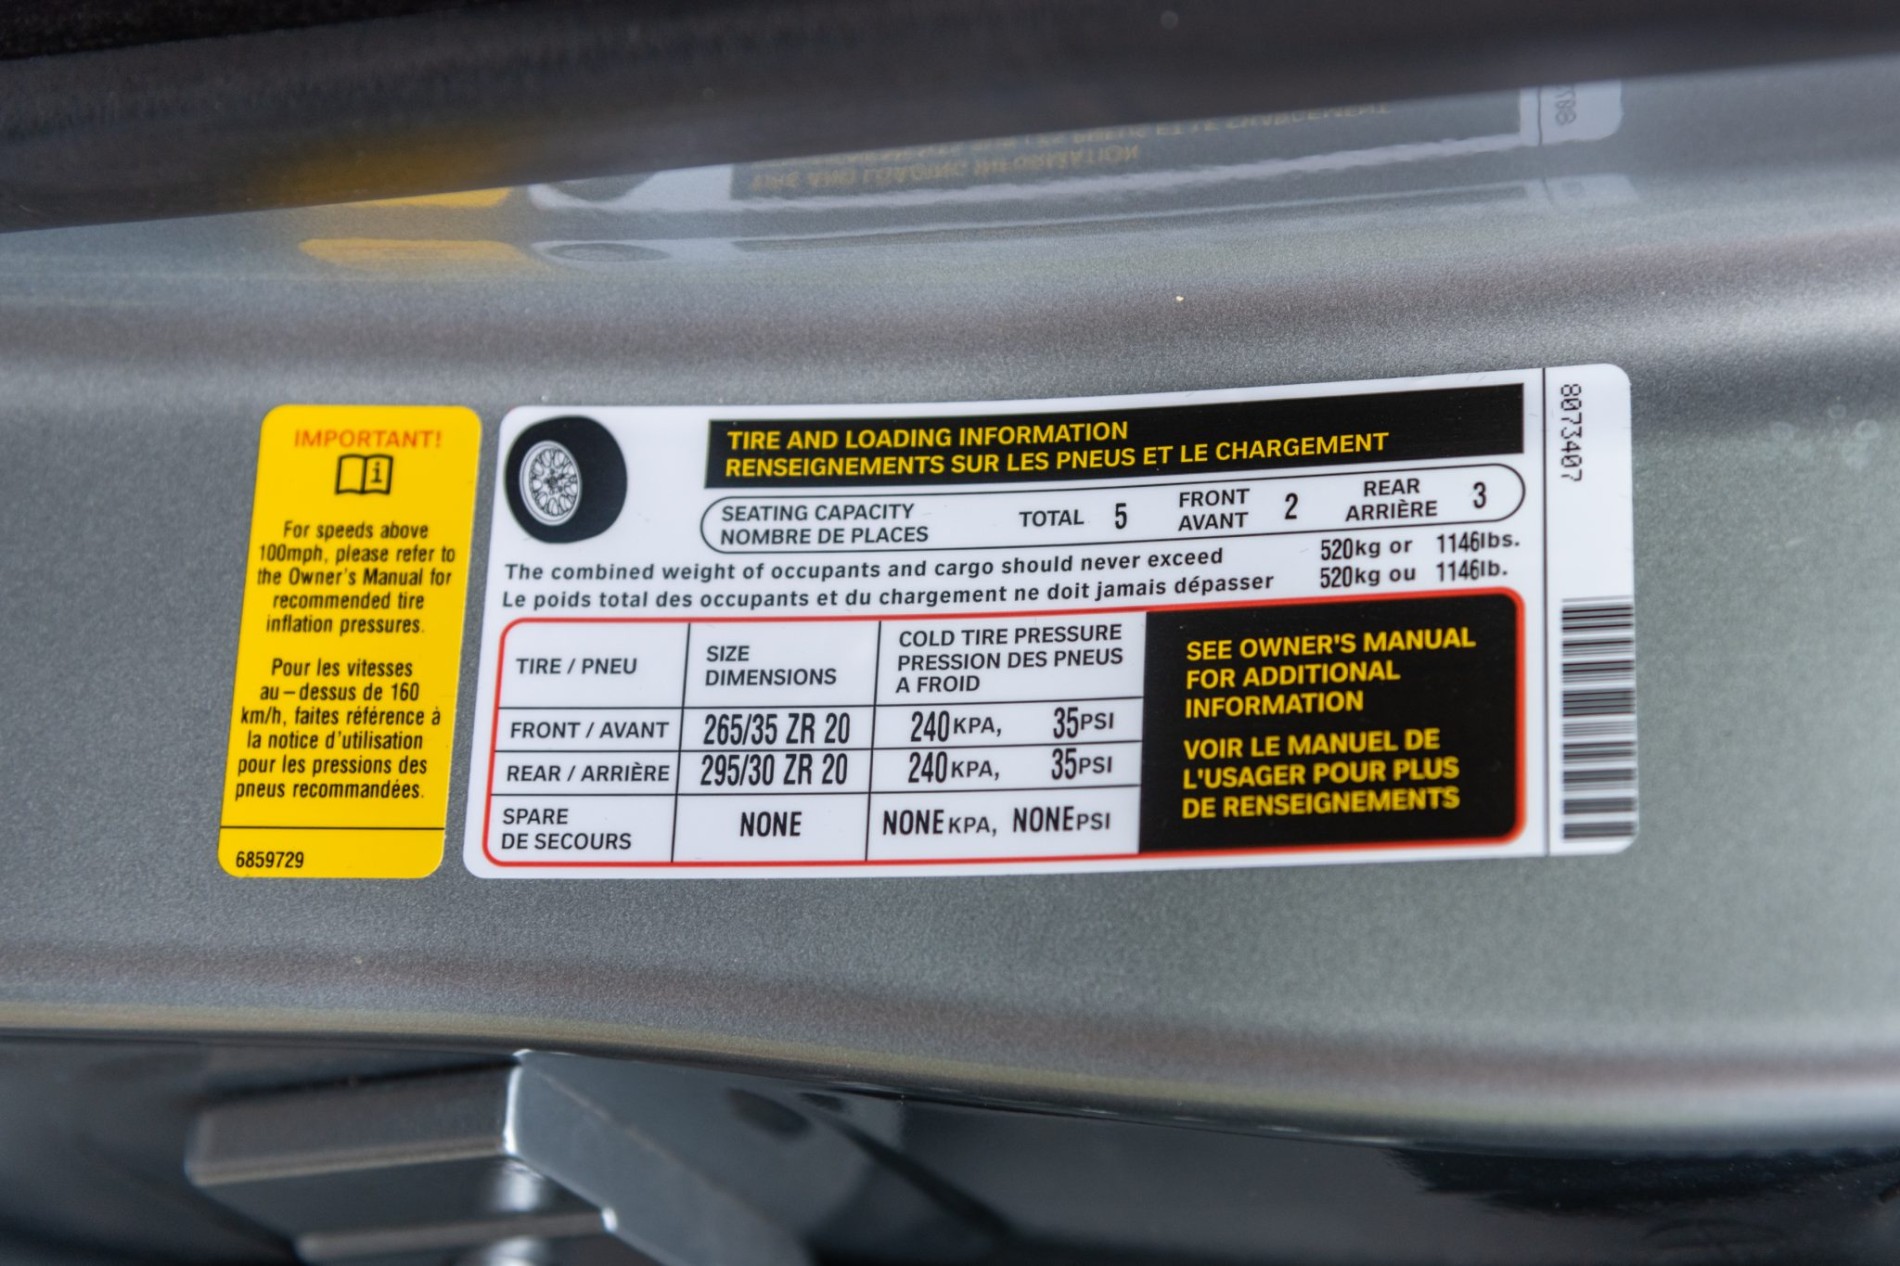 IMPORTANT!
For speeds above
100mph, please refer to
the Owner's Manual for
recommended tire
inflation pressures.
Pour les vitesses
au-dessus de 160
km/h, faites référence à
la notice d'utilisation
pour les pressions des
pneus recommandées.
6859729
TIRE AND LOADING INFORMATION
RENSEIGNEMENTS SUR LES PNEUS ET LE CHARGEMENT
SEATING CAPACITY
NOMBRE DE PLACES
TOTAL 5
FRONT
AVANT 2
REAR
ARRIÈRE 3
The combined weight of occupants and cargo should never exceed 520kg or 1146lbs.
Le poids total des occupants et du chargement ne doit jamais dépasser 520kg ou 1146lb.
TIRE / PNEU
SIZE
DIMENSIONS
COLD TIRE PRESSURE
PRESSION DES PNEUS
A FROID
FRONT / AVANT 265/35 ZR 20 240KPA, 35PSI
REAR / ARRIÈRE 295/30 ZR 20 240KPA, 35PSI
SPARE
DE SECOURS NONE NONEKPA, NONEPSI
SEE OWNER'S MANUAL
FOR ADDITIONAL
INFORMATION
VOIR LE MANUEL DE
L'USAGER POUR PLUS
DE RENSEIGNEMENTS
8073407
TIRE AND LOADING INFORMATION